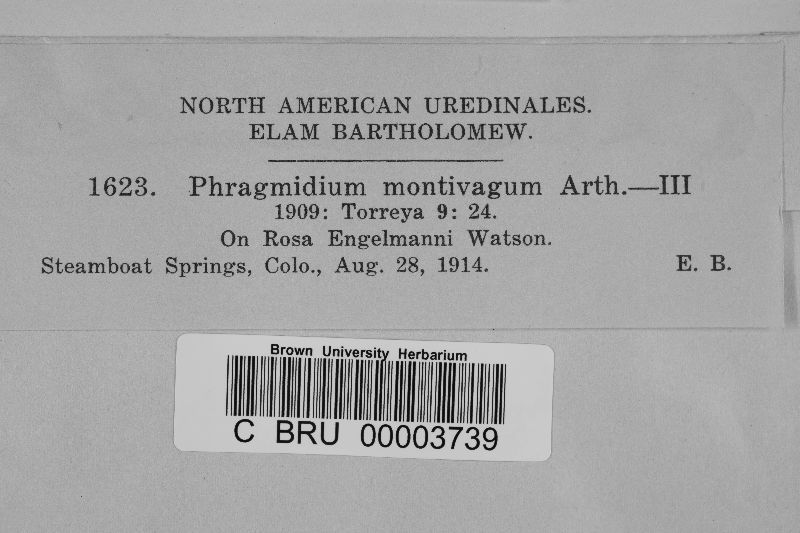 NORTH AMERICAN UREDINALES.
ELAM BARTHOLOMEW.
1623. Phragmidium montivagum Arth.—III
1909: Torreya 9: 24.
On Rosa Engelmanni Watson.
Steamboat Springs, Colo., Aug. 28, 1914. E. B.
Brown University Herbarium
C BRU 00003739